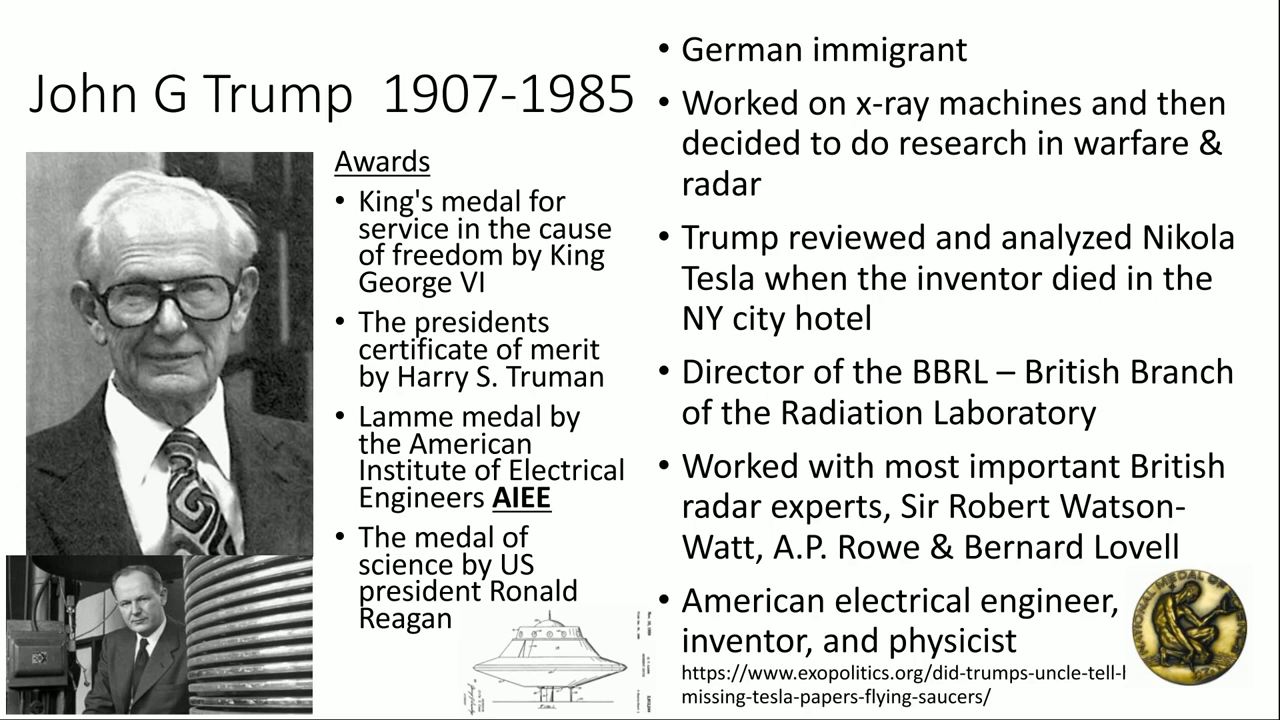 John G Trump 1907-1985
Awards
• King's medal for
service in the cause
of freedom by King
George VI
• The presidents
certificate of merit
by Harry S. Truman
• Lamme medal by
the American
Institute of Electrical
Engineers AIEE
• The medal of
science by US
president Ronald
Reagan
• German immigrant
• Worked on x-ray machines and then
decided to do research in warfare &
radar
• Trump reviewed and analyzed Nikola
Tesla when the inventor died in the
NY city hotel
• Director of the BBRL – British Branch
of the Radiation Laboratory
• Worked with most important British
radar experts, Sir Robert Watson-
Watt, A.P. Rowe & Bernard Lovell
• American electrical engineer,
inventor, and physicist
https://www.exopolitics.org/did-trumps-uncle-tell-
missing-tesla-papers-flying-saucers/
NATIONAL MEDAL OF